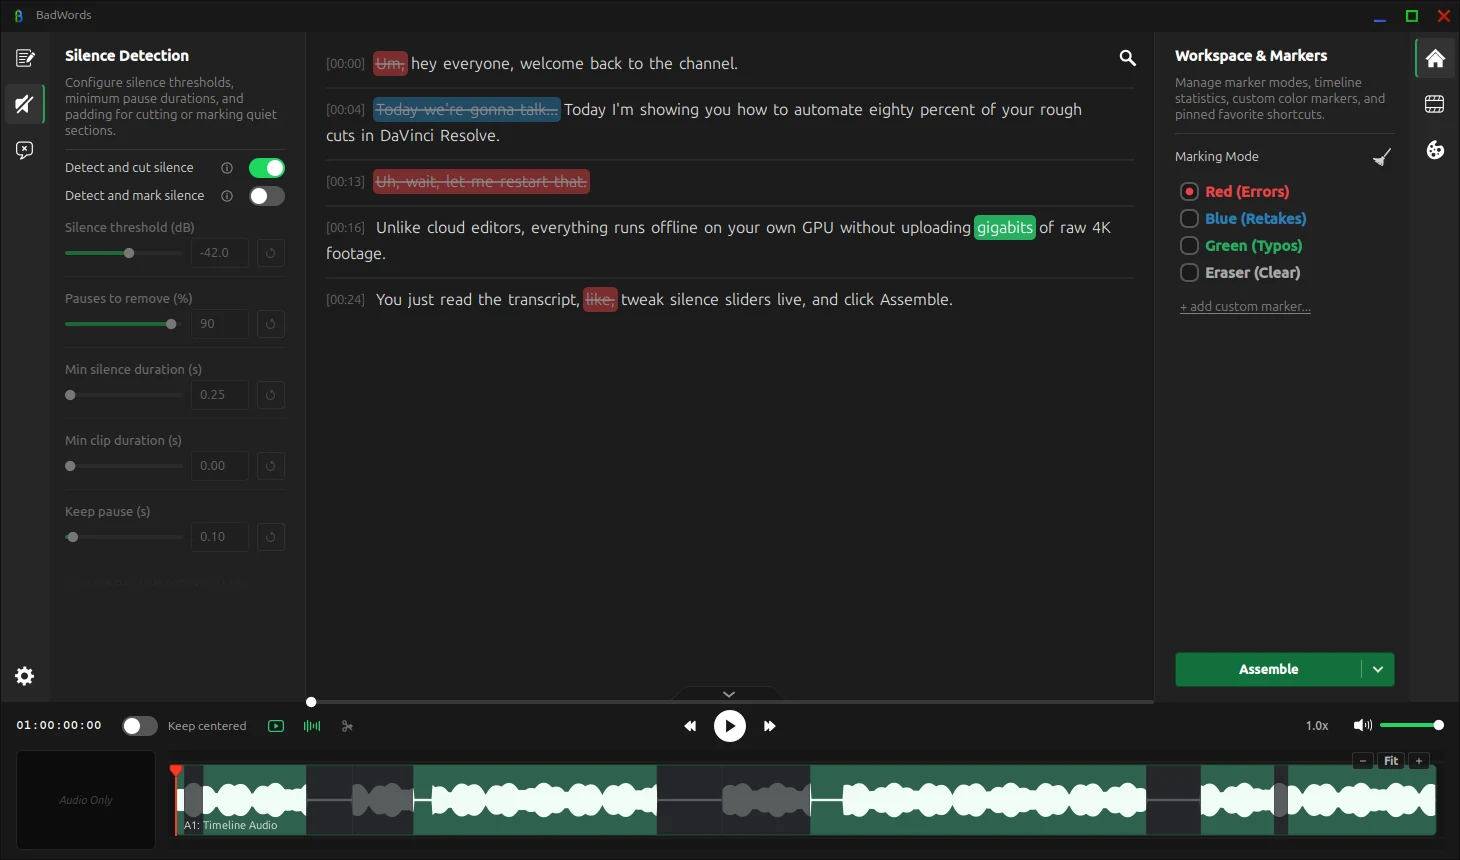 BadWords
Silence Detection
Configure silence thresholds,
minimum pause durations, and
padding for cutting or marking quiet
sections.
Detect and cut silence
Detect and mark silence
Silence threshold (dB)
-42.0
Pauses to remove (%)
90
Min silence duration (s)
0.25
Min clip duration (s)
0.00
Keep pause (s)
0.10
[00:00] Um, hey everyone, welcome back to the channel.
[00:04] Today we're gonna talk... Today I'm showing you how to automate eighty percent of your rough
cuts in DaVinci Resolve.
[00:13] Uh, wait, let me restart that.
[00:16] Unlike cloud editors, everything runs offline on your own GPU without uploading gigabits of raw 4K
footage.
[00:24] You just read the transcript, like, tweak silence sliders live, and click Assemble.
Workspace & Markers
Manage marker modes, timeline
statistics, custom color markers, and
pinned favorite shortcuts.
Marking Mode
Red (Errors)
Blue (Retakes)
Green (Typos)
Eraser (Clear)
+ add custom marker...
Assemble
01:00:00:00
Keep centered
1.0x
Audio Only
A1: Timeline Audio
− Fit +